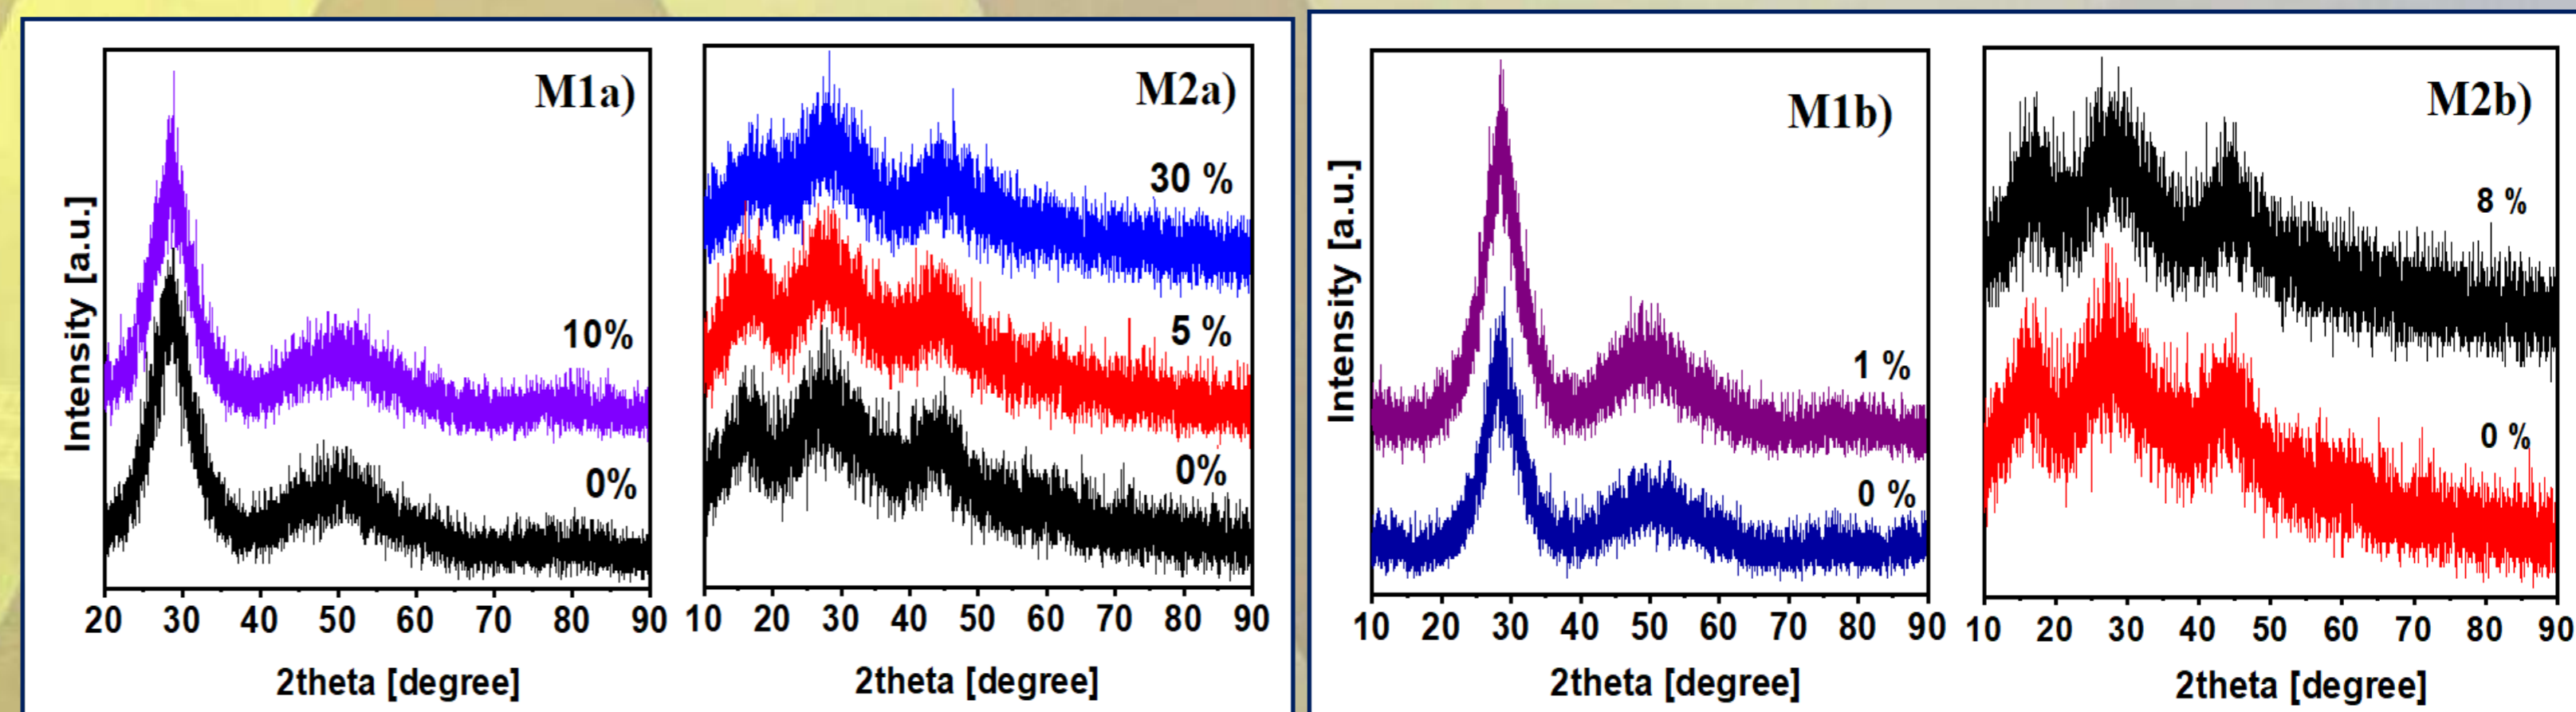 M1a)
Intensity [a.u.]
10%
0%
20 30 40 50 60 70 80 90
2theta [degree]
M2a)
30 %
5 %
0%
10 20 30 40 50 60 70 80 90
2theta [degree]
M1b)
Intensity [a.u.]
1 %
0 %
10 20 30 40 50 60 70 80 90
2theta [degree]
M2b)
8 %
0 %
10 20 30 40 50 60 70 80 90
2theta [degree]